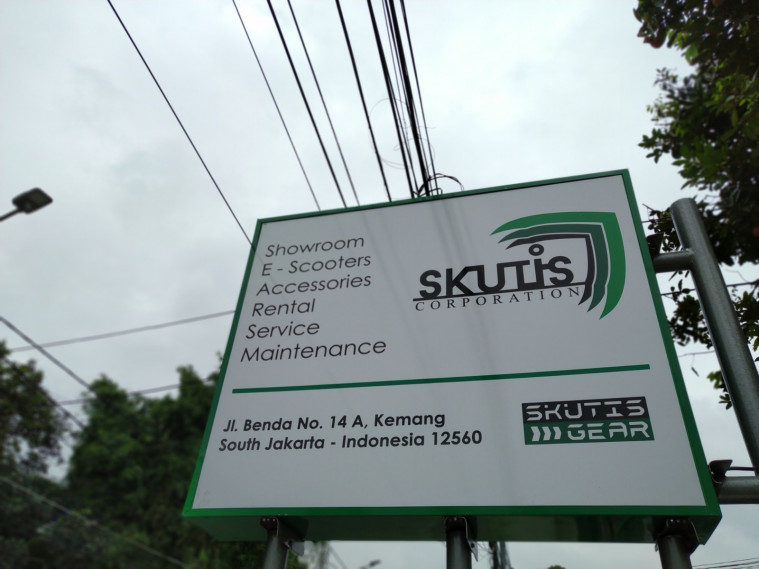 Showroom
E - Scooters
Accessories
Rental
Service
Maintenance
SKUTIS
CORPORATION
Jl. Benda No. 14 A, Kemang
South Jakarta - Indonesia 12560
SKUTIS
GEAR